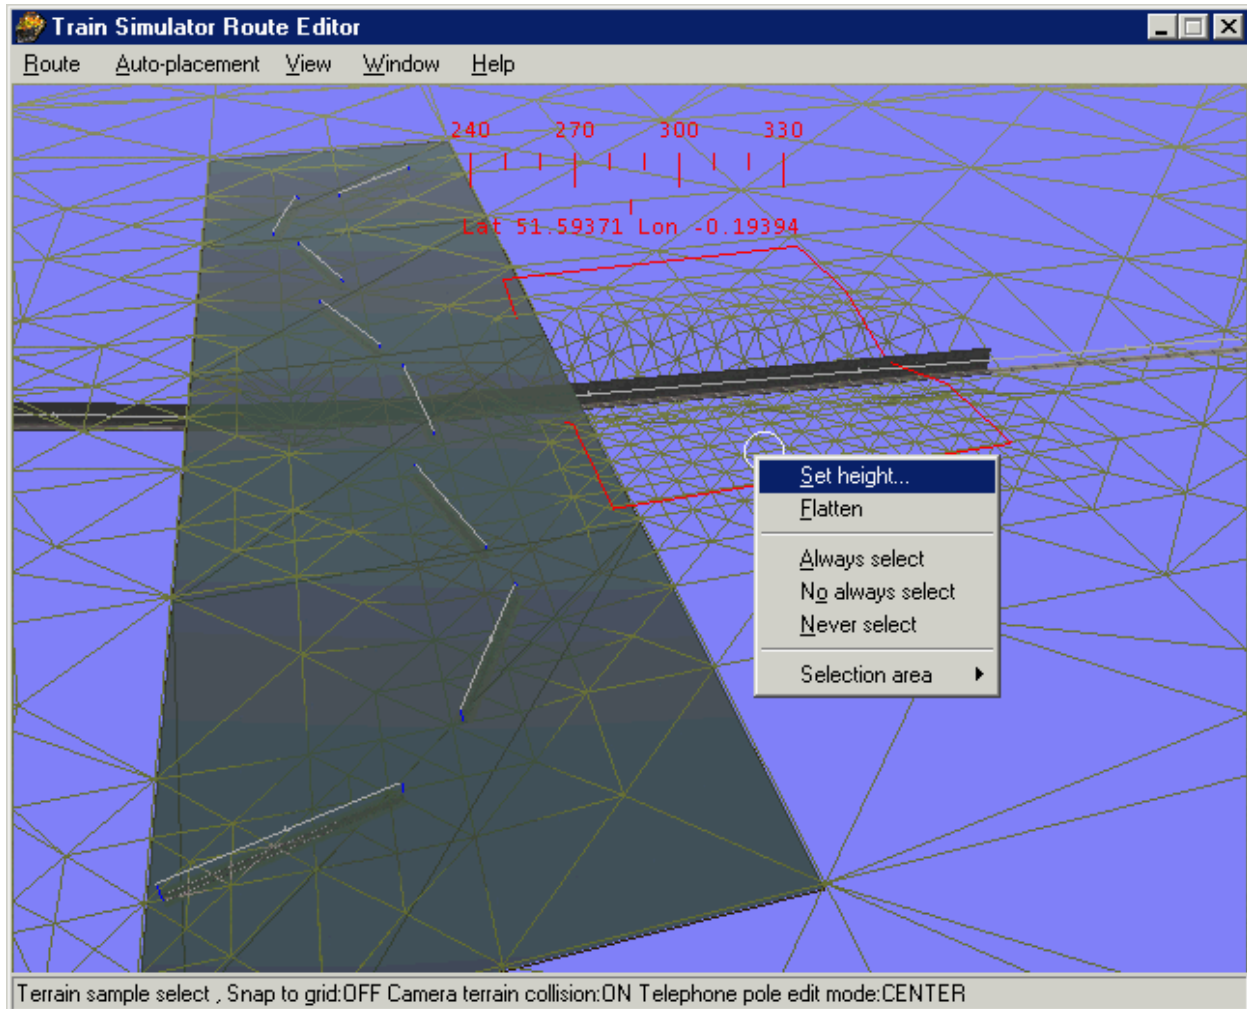 Train Simulator Route Editor
Route Auto-placement View Window Help
240 270 300 330
Lat 51.59371 Lon -0.19394
Set height...
Flatten
Always select
No always select
Never select
Selection area
Terrain sample select , Snap to grid:OFF Camera terrain collision:ON Telephone pole edit mode:CENTER